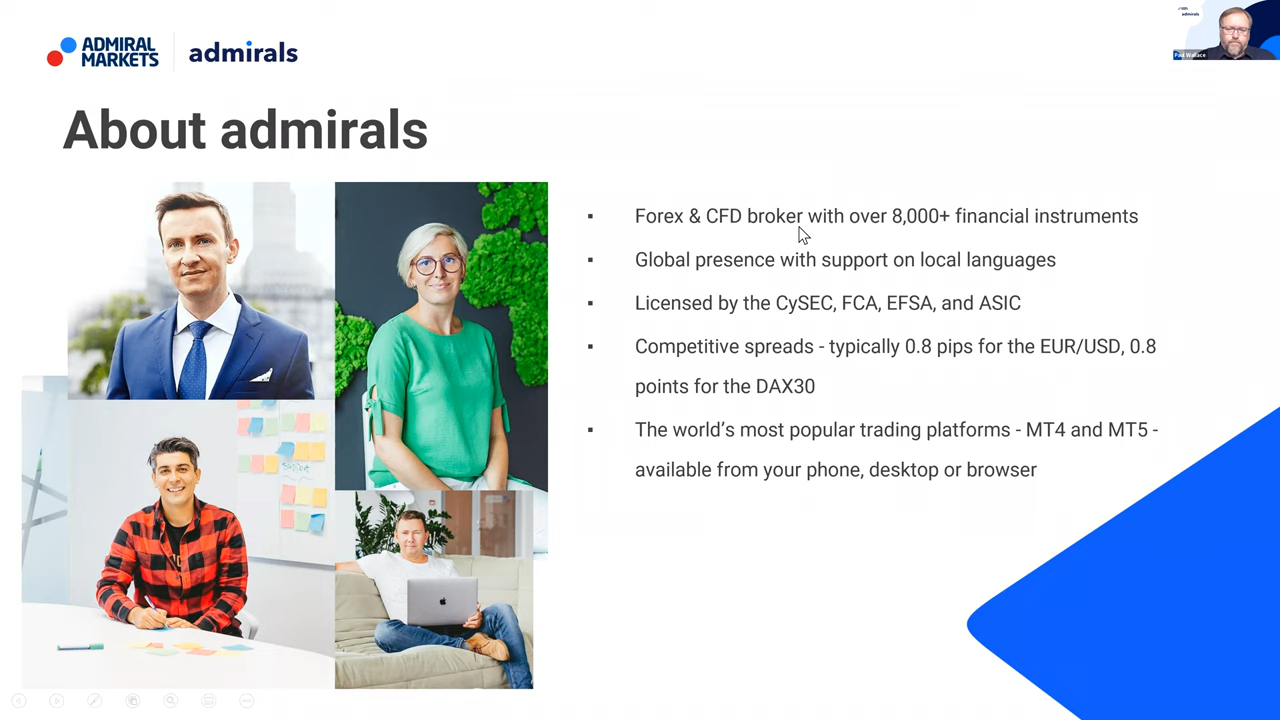 ADMIRAL
MARKETS
admirals
admirals
Paul Wallace
About admirals
▪ Forex & CFD broker with over 8,000+ financial instruments
▪ Global presence with support on local languages
▪ Licensed by the CySEC, FCA, EFSA, and ASIC
▪ Competitive spreads - typically 0.8 pips for the EUR/USD, 0.8
points for the DAX30
▪ The world’s most popular trading platforms - MT4 and MT5 -
available from your phone, desktop or browser